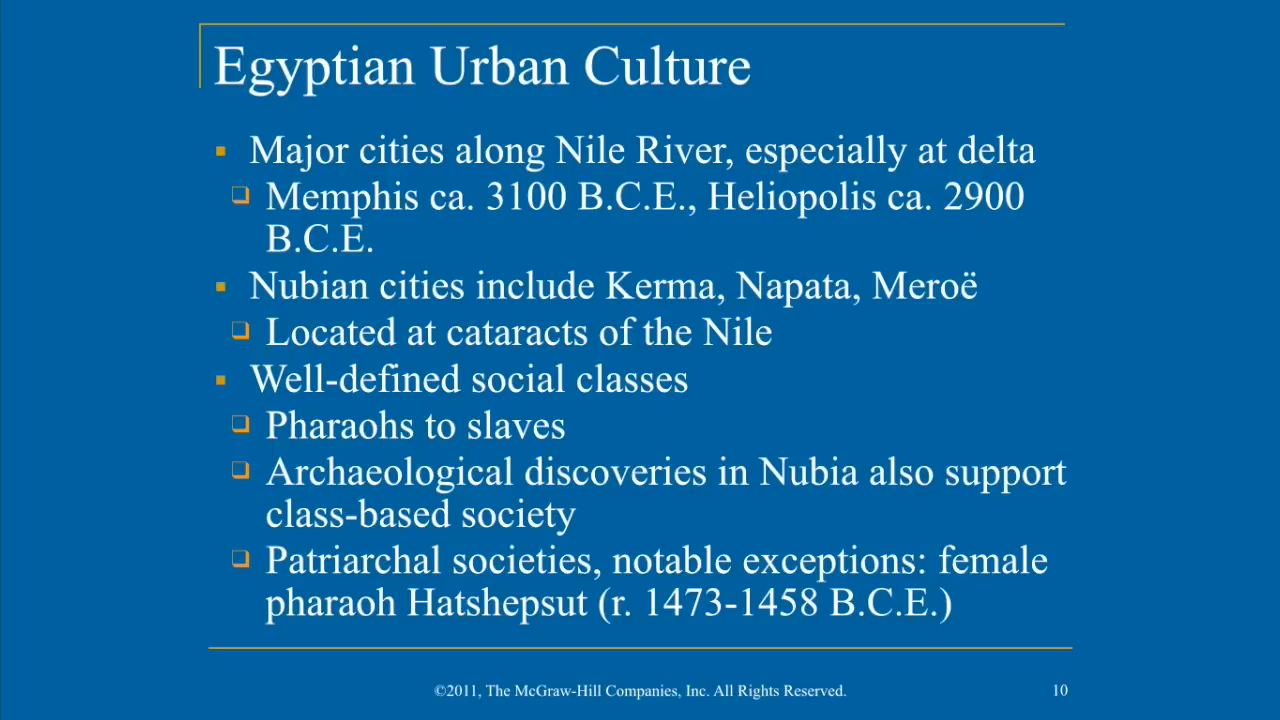 Egyptian Urban Culture
▪ Major cities along Nile River, especially at delta
❑ Memphis ca. 3100 B.C.E., Heliopolis ca. 2900
B.C.E.
▪ Nubian cities include Kerma, Napata, Meroë
❑ Located at cataracts of the Nile
▪ Well-defined social classes
❑ Pharaohs to slaves
❑ Archaeological discoveries in Nubia also support
class-based society
❑ Patriarchal societies, notable exceptions: female
pharaoh Hatshepsut (r. 1473-1458 B.C.E.)
©2011, The McGraw-Hill Companies, Inc. All Rights Reserved.
10